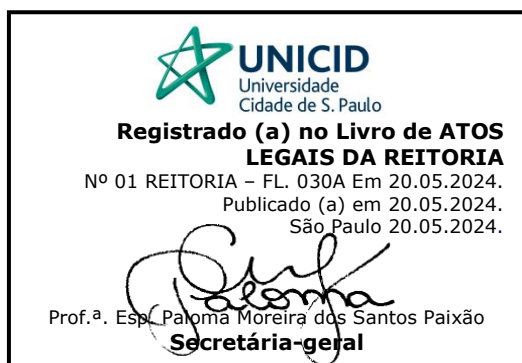 UNICID
Universidade
Cidade de S. Paulo
Registrado (a) no Livro de ATOS
LEGAIS DA REITORIA
Nº 01 REITORIA – FL. 030A Em 20.05.2024.
Publicado (a) em 20.05.2024.
São Paulo 20.05.2024.
Paloma
Prof.ª. Esp. Paloma Moreira dos Santos Paixão
Secretária-geral